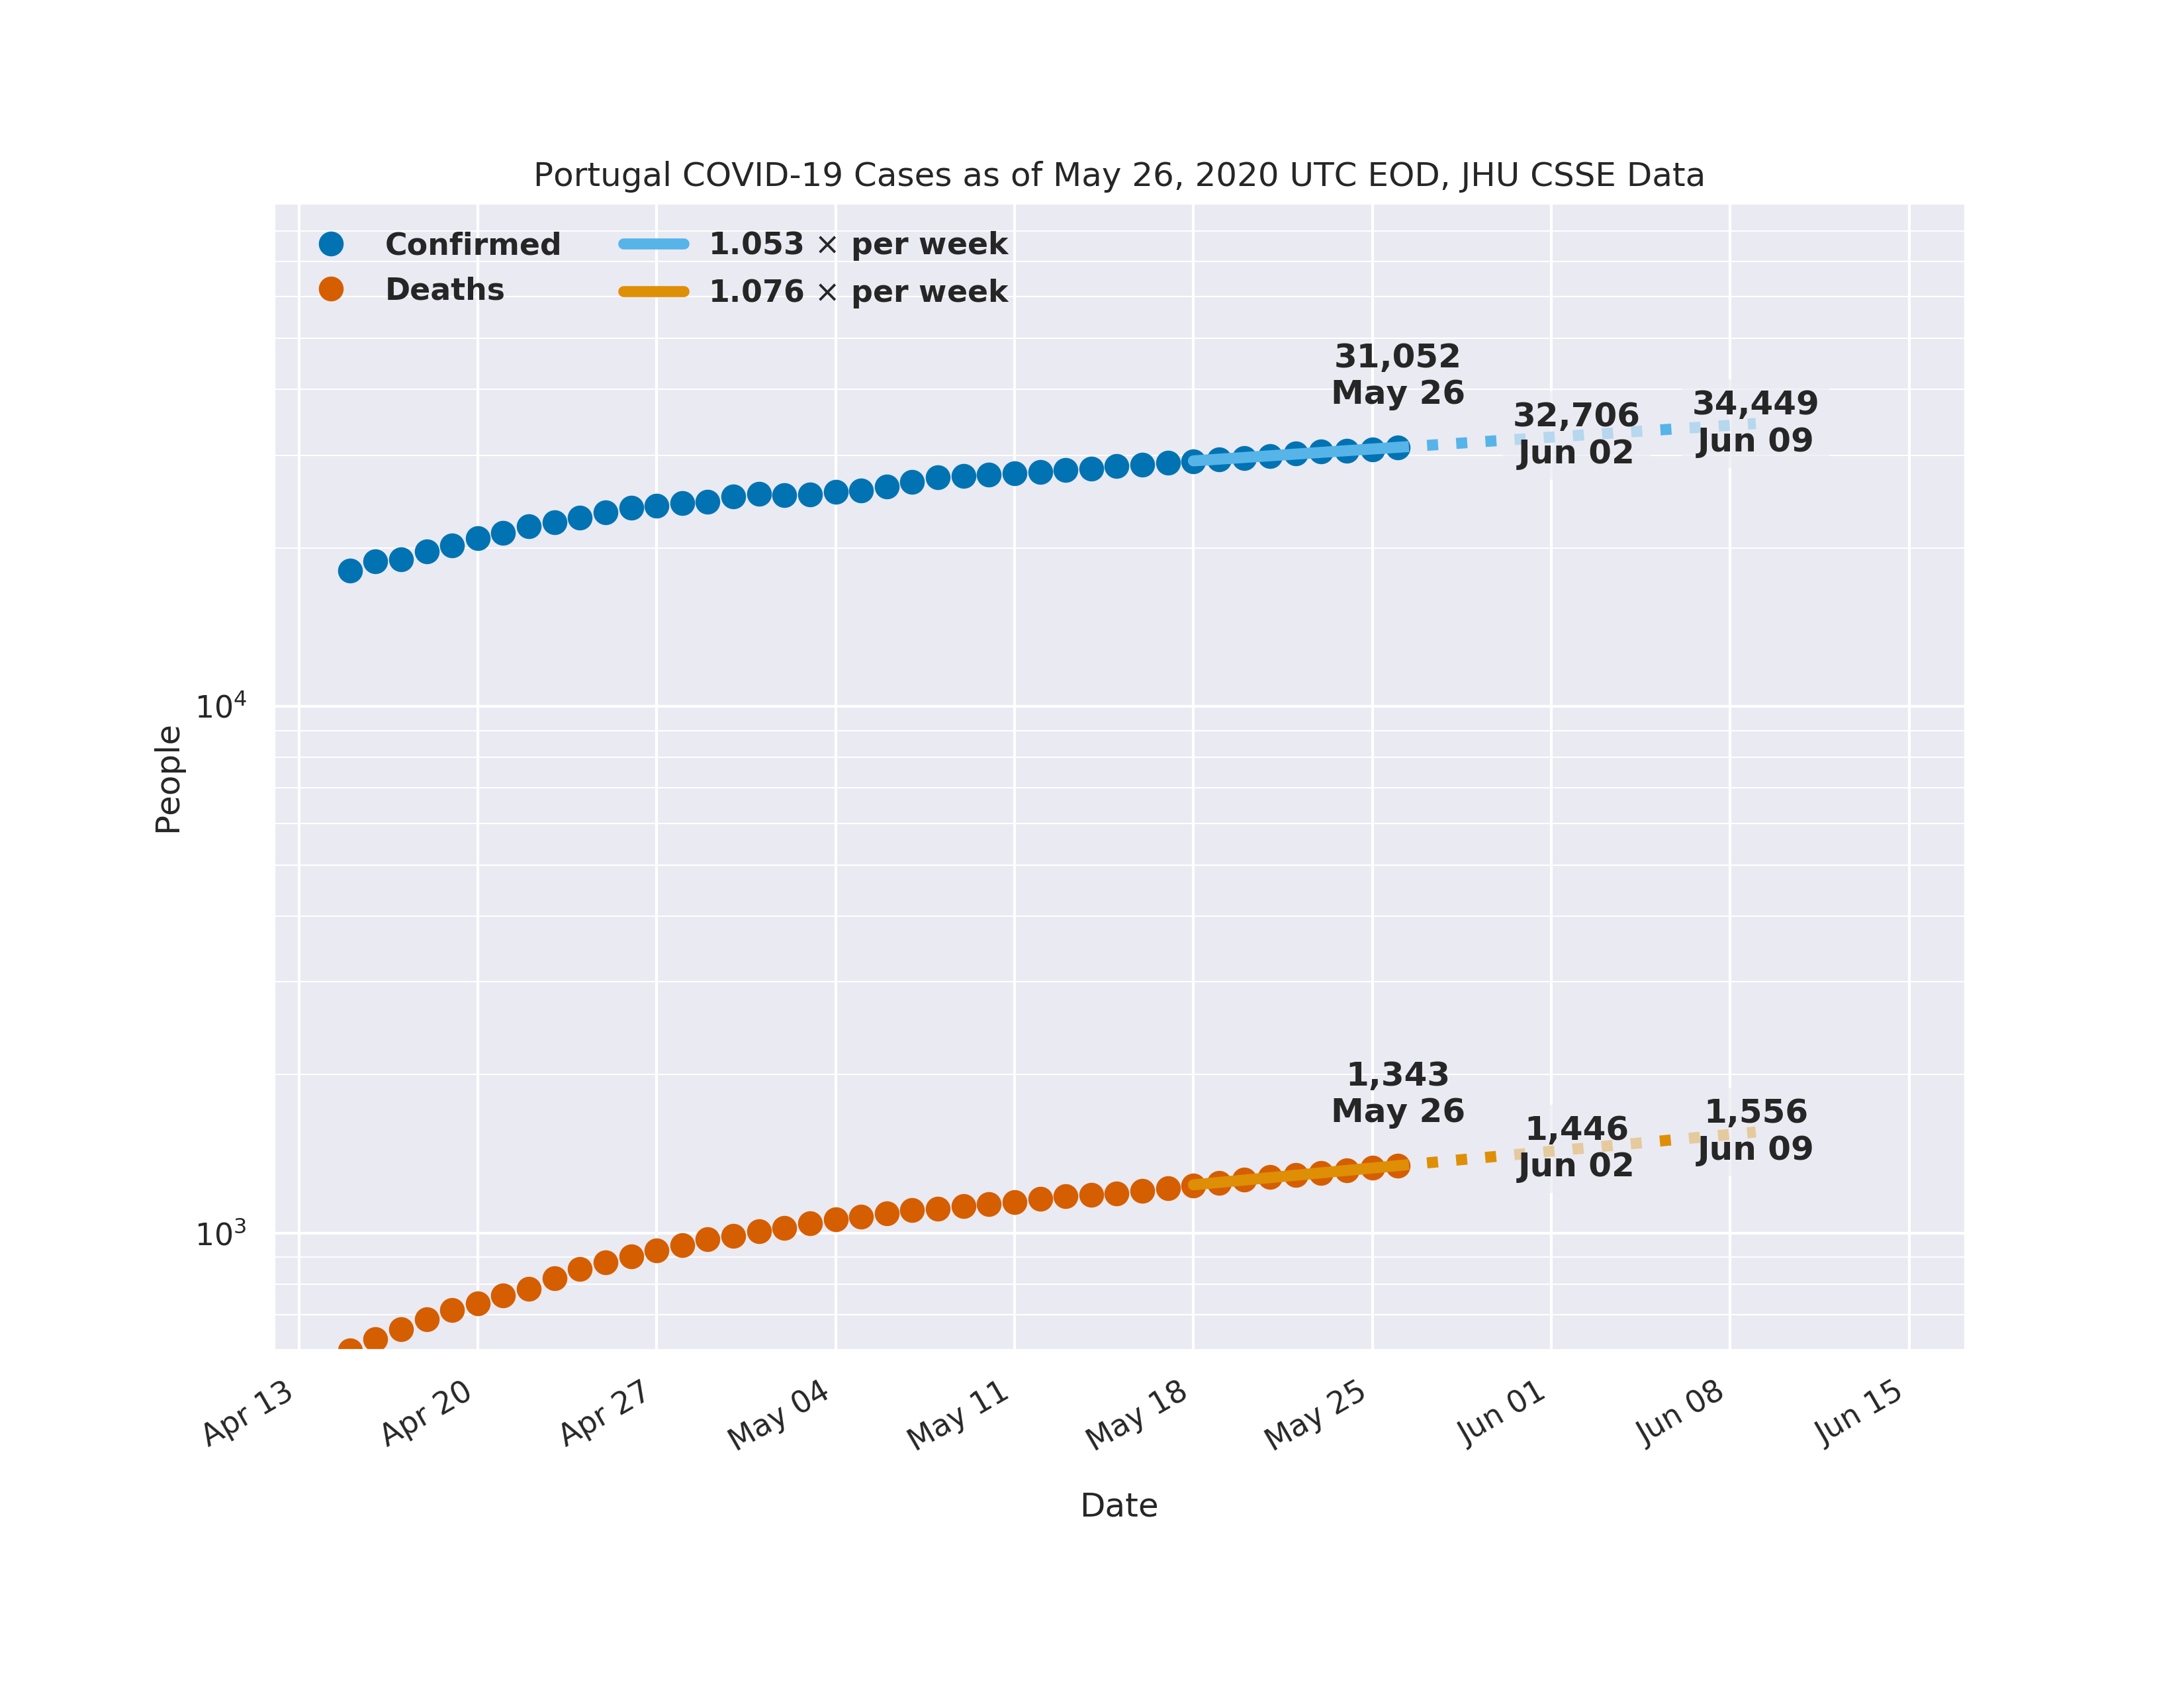 Portugal COVID-19 Cases as of May 26, 2020 UTC EOD, JHU CSSE Data
Confirmed
Deaths
1.053 × per week
1.076 × per week
31,052
May 26
32,706
Jun 02
34,449
Jun 09
10⁴
People
1,343
May 26
1,446
Jun 02
1,556
Jun 09
10³
Apr 13
Apr 20
Apr 27
May 04
May 11
May 18
May 25
Jun 01
Jun 08
Jun 15
Date